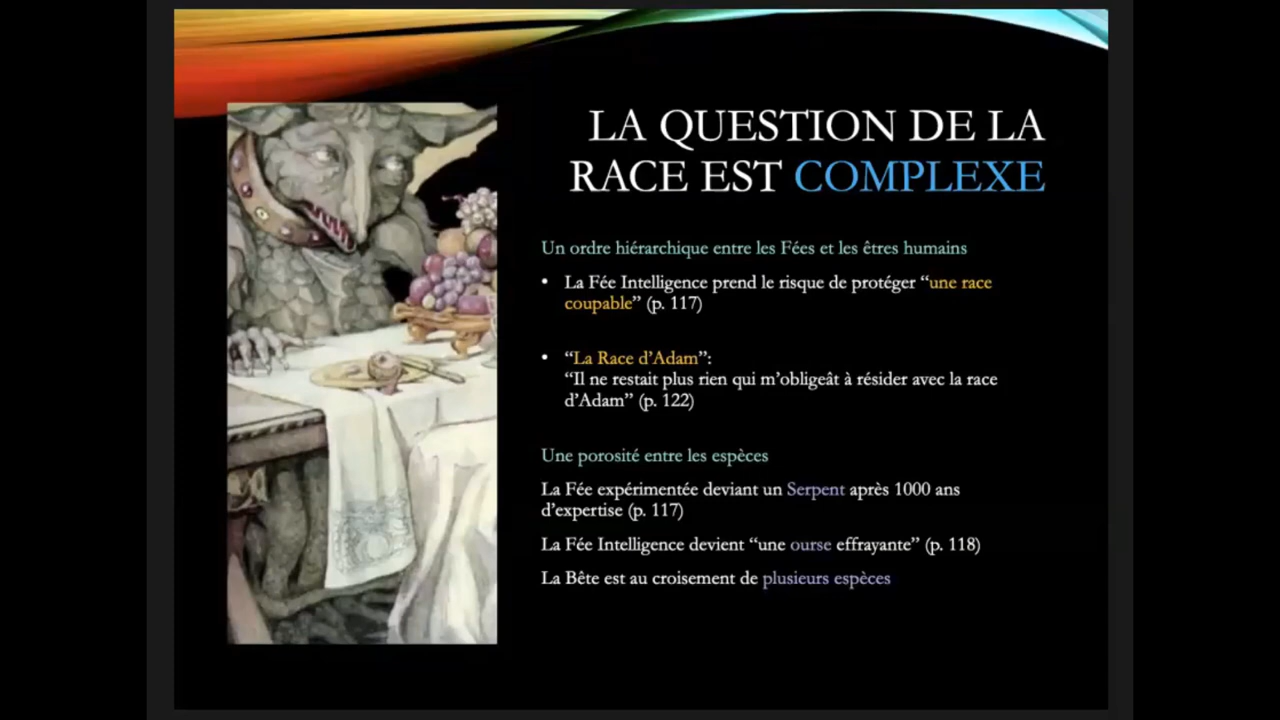 LA QUESTION DE LA
RACE EST COMPLEXE
Un ordre hiérarchique entre les Fées et les êtres humains
• La Fée Intelligence prend le risque de protéger “une race
coupable” (p. 117)
• “La Race d’Adam”:
“Il ne restait plus rien qui m’obligeât à résider avec la race
d’Adam” (p. 122)
Une porosité entre les espèces
La Fée expérimentée deviant un Serpent après 1000 ans
d’expertise (p. 117)
La Fée Intelligence devient “une ourse effrayante” (p. 118)
La Bête est au croisement de plusieurs espèces